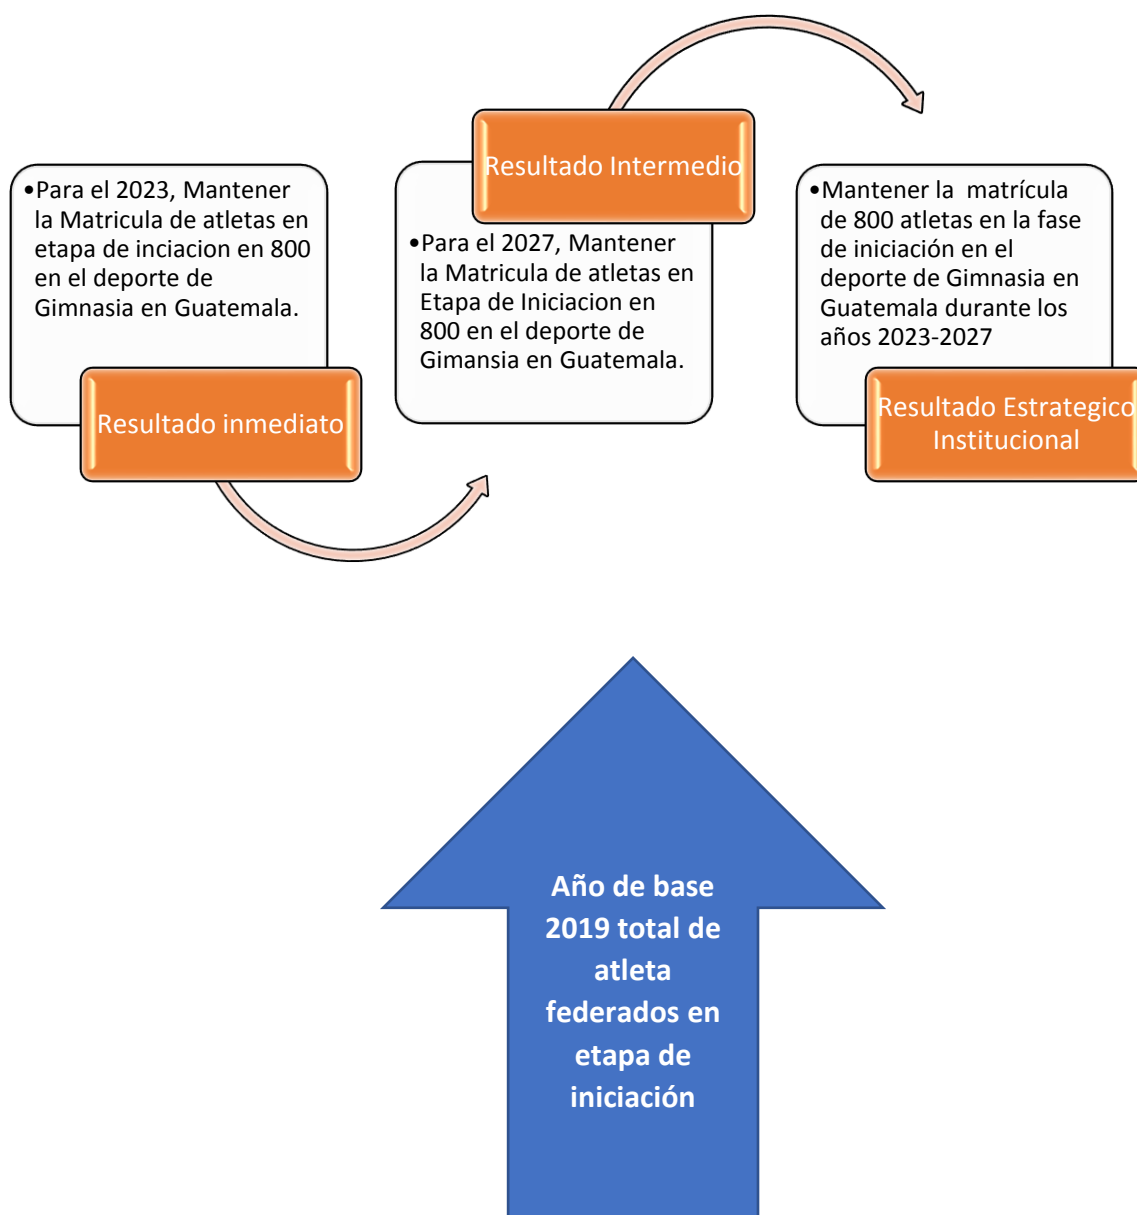 •Para el 2023, Mantener
la Matricula de atletas en
etapa de inciacion en 800
en el deporte de
Gimnasia en Guatemala.
Resultado inmediato
Resultado Intermedio
•Para el 2027, Mantener
la Matricula de atletas en
Etapa de Iniciacion en
800 en el deporte de
Gimansia en Guatemala.
•Mantener la matrícula
de 800 atletas en la fase
de iniciación en el
deporte de Gimnasia en
Guatemala durante los
años 2023-2027
Resultado Estrategico
Institucional
Año de base
2019 total de
atleta
federados en
etapa de
iniciación